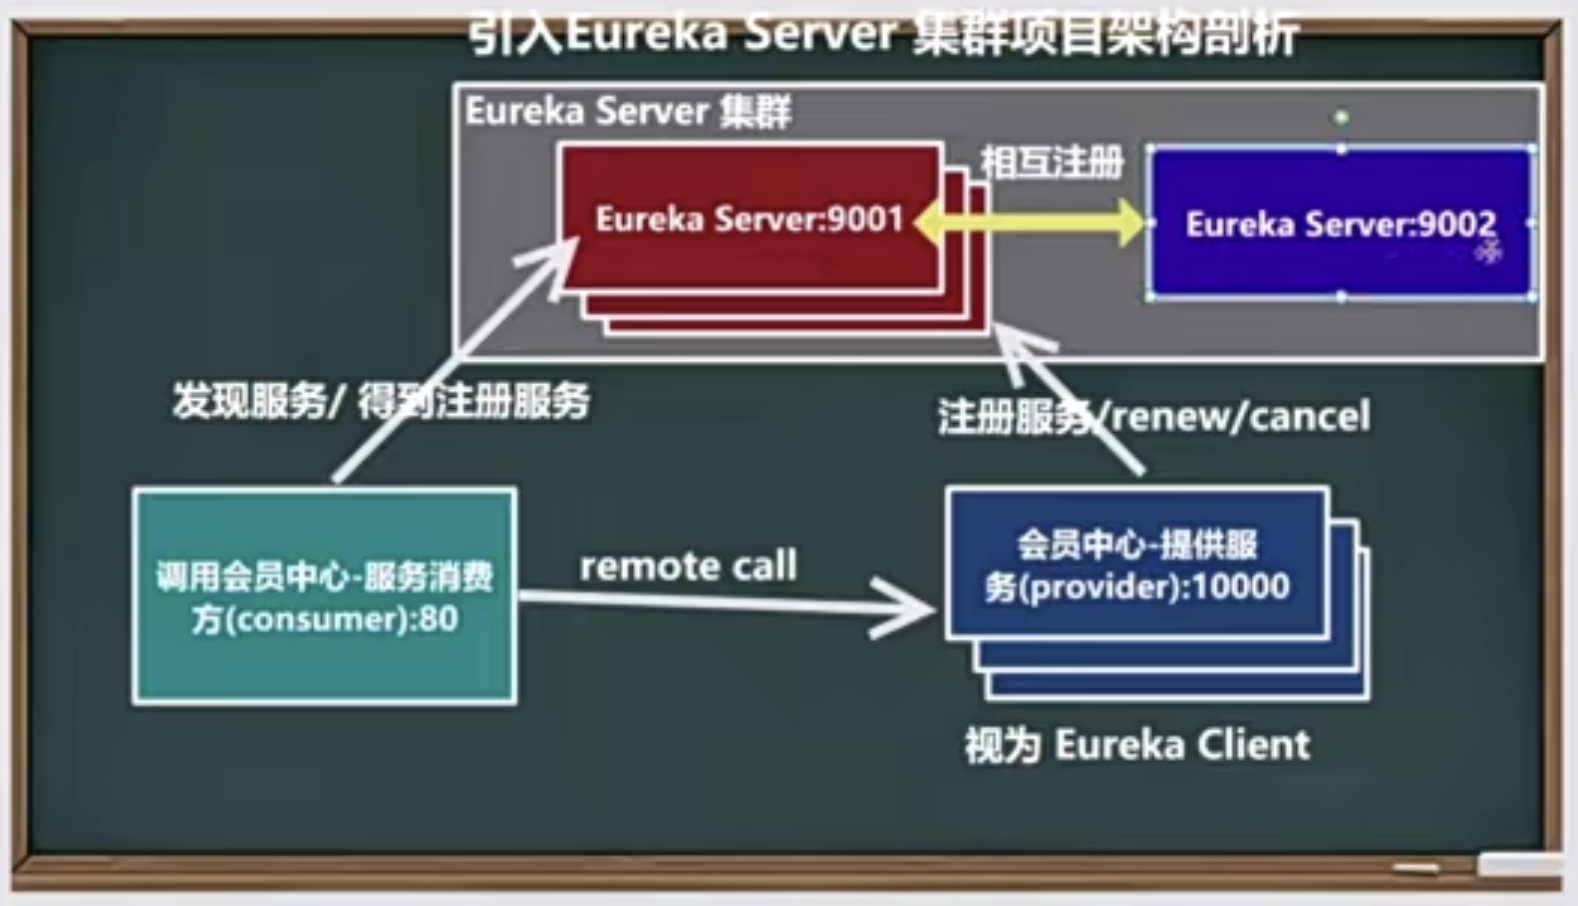 引入Eureka Server 集群项目架构剖析
Eureka Server 集群
相互注册
Eureka Server:9001
Eureka Server:9002
发现服务/ 得到注册服务
注册服务/renew/cancel
调用会员中心-服务消费
方(consumer):80
remote call
会员中心-提供服
务(provider):10000
视为 Eureka Client